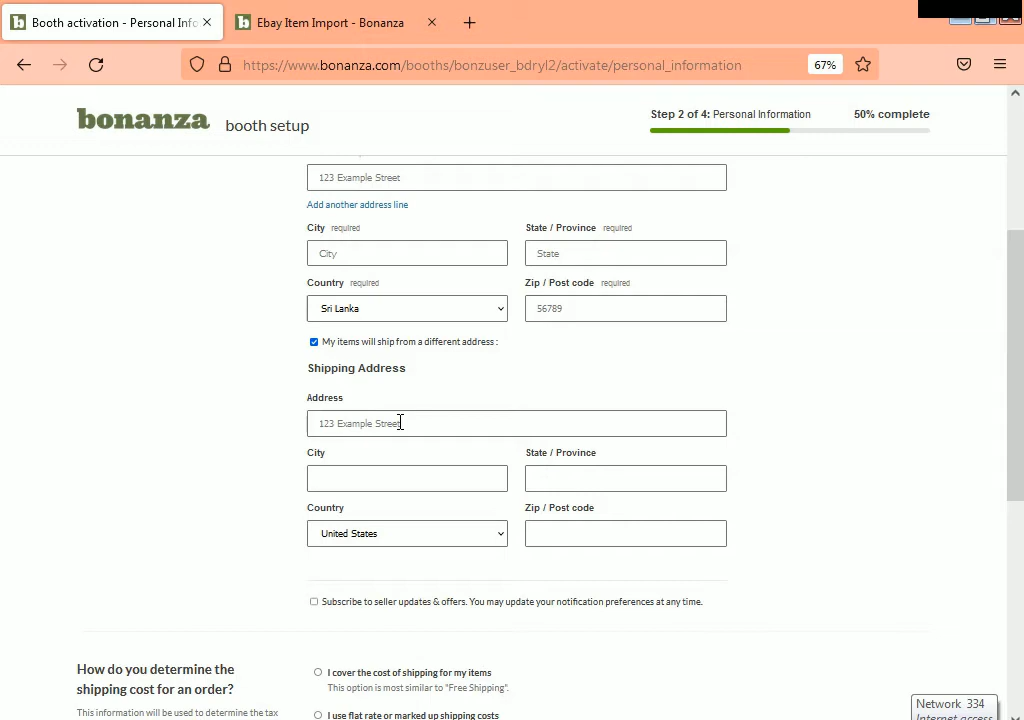 Booth activation - Personal Info
Ebay Item Import - Bonanza
https://www.bonanza.com/booths/bonzuser_bdryl2/activate/personal_information
67%
bonanza booth setup
Step 2 of 4: Personal Information 50% complete
123 Example Street
Add another address line
City required State / Province required
City State
Country required Zip / Post code required
Sri Lanka 56789
My items will ship from a different address :
Shipping Address
Address
123 Example Street
City State / Province
Country Zip / Post code
United States
Subscribe to seller updates & offers. You may update your notification preferences at any time.
How do you determine the
shipping cost for an order?
This information will be used to determine the tax
I cover the cost of shipping for my items
This option is most similar to "Free Shipping".
I use flat rate or marked up shipping costs
Network 334
Internet access